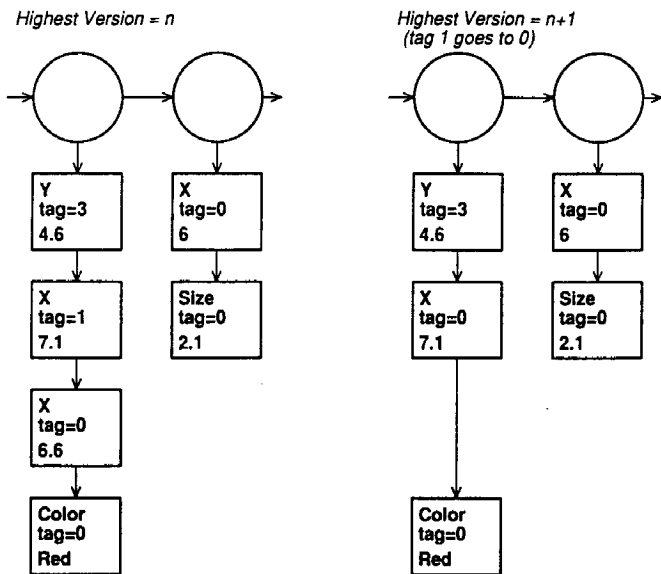 Highest Version = n
Y
tag=3
4.6
X
tag=1
7.1
X
tag=0
6.6
Color
tag=0
Red
X
tag=0
6
Size
tag=0
2.1
Highest Version = n+1
(tag 1 goes to 0)
Y
tag=3
4.6
X
tag=0
7.1
Color
tag=0
Red
X
tag=0
6
Size
tag=0
2.1